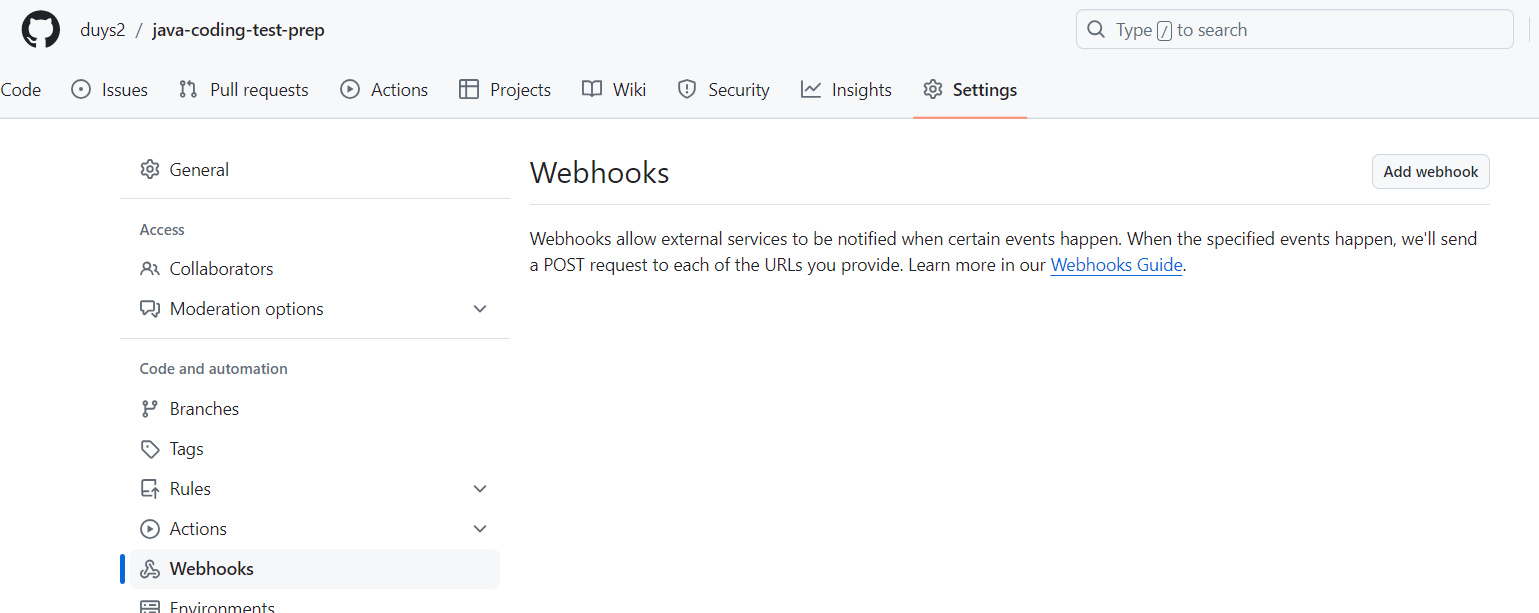 duys2 / java-coding-test-prep
Type / to search
Code Issues Pull requests Actions Projects Wiki Security Insights Settings
General
Access
Collaborators
Moderation options
Code and automation
Branches
Tags
Rules
Actions
Webhooks
Environments
Webhooks
Add webhook
Webhooks allow external services to be notified when certain events happen. When the specified events happen, we'll send
a POST request to each of the URLs you provide. Learn more in our Webhooks Guide.